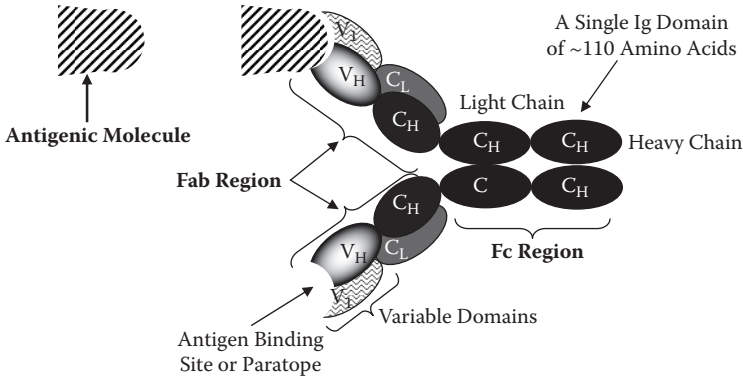 A Single Ig Domain
of ~110 Amino Acids
V_L
V_H
C_L
Light Chain
C_H
C_H
C_H
Heavy Chain
Antigenic Molecule
Fab Region
C_H
C
C_H
Fc Region
V_H
C_L
V_L
Variable Domains
Antigen Binding
Site or Paratope